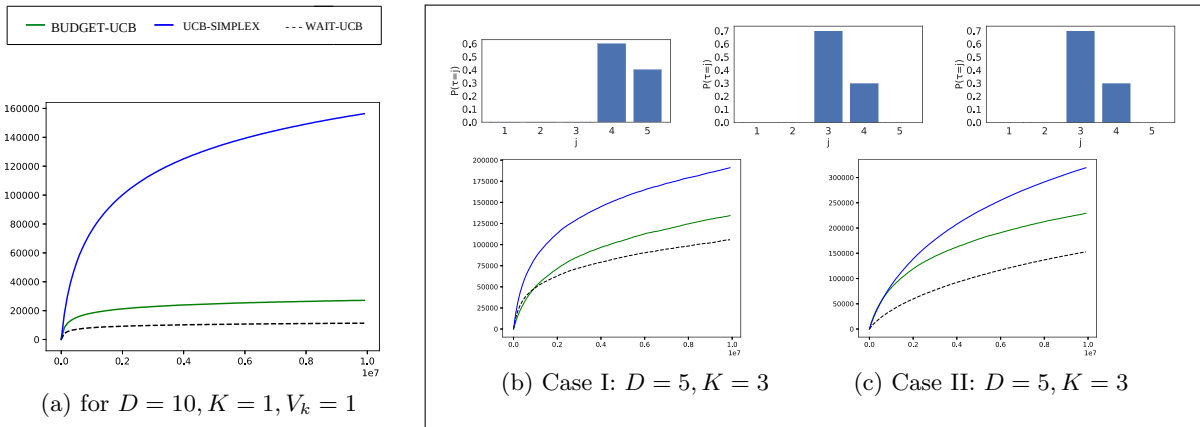 BUDGET-UCB UCB-SIMPLEX WAIT-UCB
160000
140000
120000
100000
80000
60000
40000
20000
0
0.0 0.2 0.4 0.6 0.8 1.0
1e7
(a) for D = 10, K = 1, V_k = 1
P(τ=j)
0.6
0.5
0.4
0.3
0.2
0.1
0.0
1 2 3 4 5
j
P(τ=j)
0.7
0.6
0.5
0.4
0.3
0.2
0.1
0.0
1 2 3 4 5
j
P(τ=j)
0.7
0.6
0.5
0.4
0.3
0.2
0.1
0.0
1 2 3 4 5
j
200000
175000
150000
125000
100000
75000
50000
25000
0
0.0 0.2 0.4 0.6 0.8 1.0
1e7
(b) Case I: D = 5, K = 3
300000
250000
200000
150000
100000
50000
0
0.0 0.2 0.4 0.6 0.8 1.0
1e7
(c) Case II: D = 5, K = 3